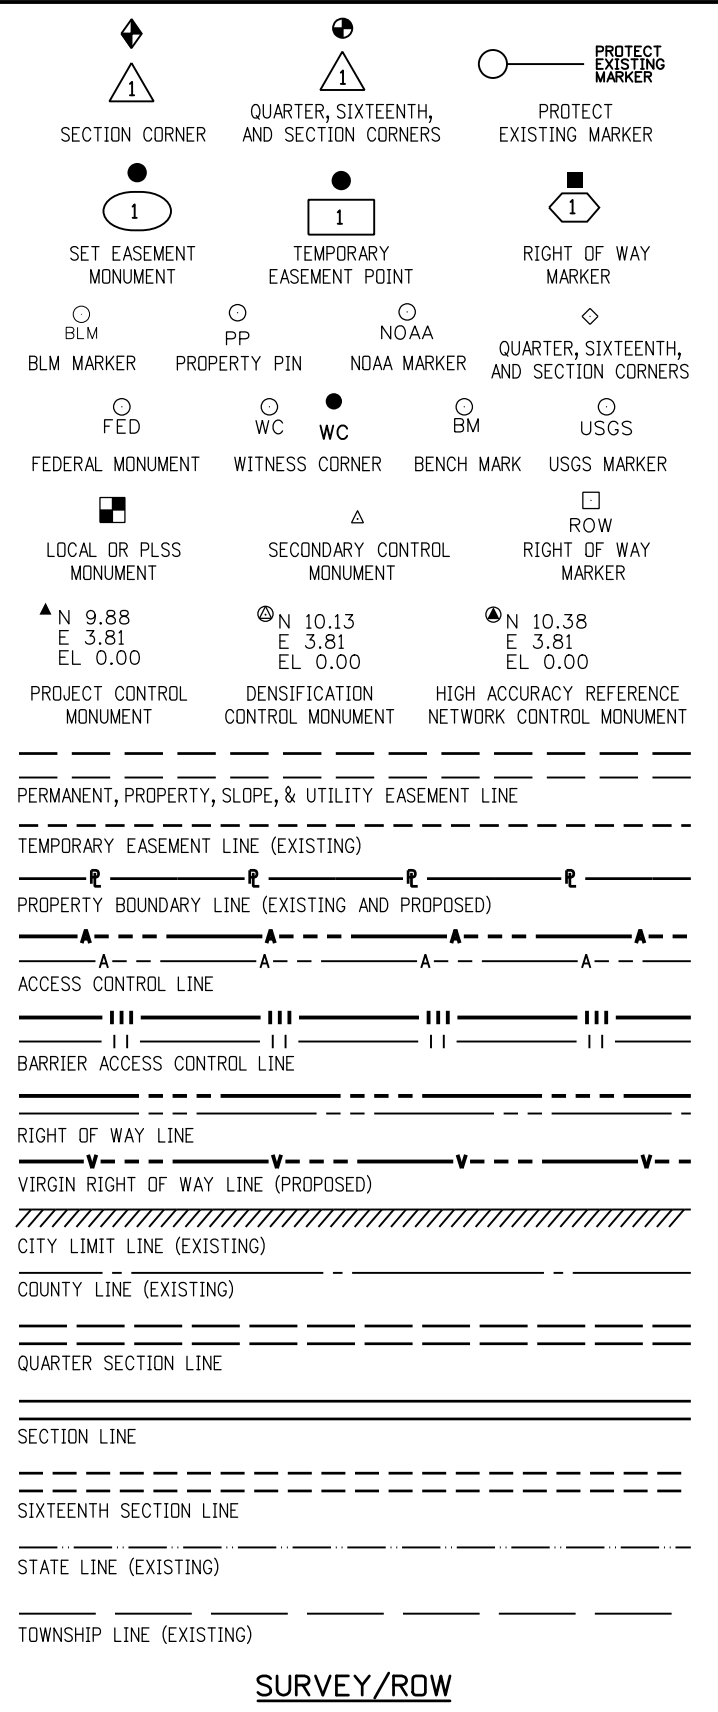 PROTECT
EXISTING
MARKER
1
1
SECTION CORNER
QUARTER, SIXTEENTH,
AND SECTION CORNERS
PROTECT
EXISTING MARKER
1
1
1
SET EASEMENT
MONUMENT
TEMPORARY
EASEMENT POINT
RIGHT OF WAY
MARKER
BLM
PP
NOAA
BLM MARKER
PROPERTY PIN
NOAA MARKER
QUARTER, SIXTEENTH,
AND SECTION CORNERS
FED
WC
WC
BM
USGS
FEDERAL MONUMENT
WITNESS CORNER
BENCH MARK
USGS MARKER
ROW
LOCAL OR PLSS
MONUMENT
SECONDARY CONTROL
MONUMENT
RIGHT OF WAY
MARKER
N 9.88
E 3.81
EL 0.00
N 10.13
E 3.81
EL 0.00
N 10.38
E 3.81
EL 0.00
PROJECT CONTROL
MONUMENT
DENSIFICATION
CONTROL MONUMENT
HIGH ACCURACY REFERENCE
NETWORK CONTROL MONUMENT
PERMANENT, PROPERTY, SLOPE, & UTILITY EASEMENT LINE
TEMPORARY EASEMENT LINE (EXISTING)
PL PL PL PL
PROPERTY BOUNDARY LINE (EXISTING AND PROPOSED)
A A A A
A A A A
ACCESS CONTROL LINE
BARRIER ACCESS CONTROL LINE
RIGHT OF WAY LINE
V V V V
VIRGIN RIGHT OF WAY LINE (PROPOSED)
CITY LIMIT LINE (EXISTING)
COUNTY LINE (EXISTING)
QUARTER SECTION LINE
SECTION LINE
SIXTEENTH SECTION LINE
STATE LINE (EXISTING)
TOWNSHIP LINE (EXISTING)
SURVEY/ROW